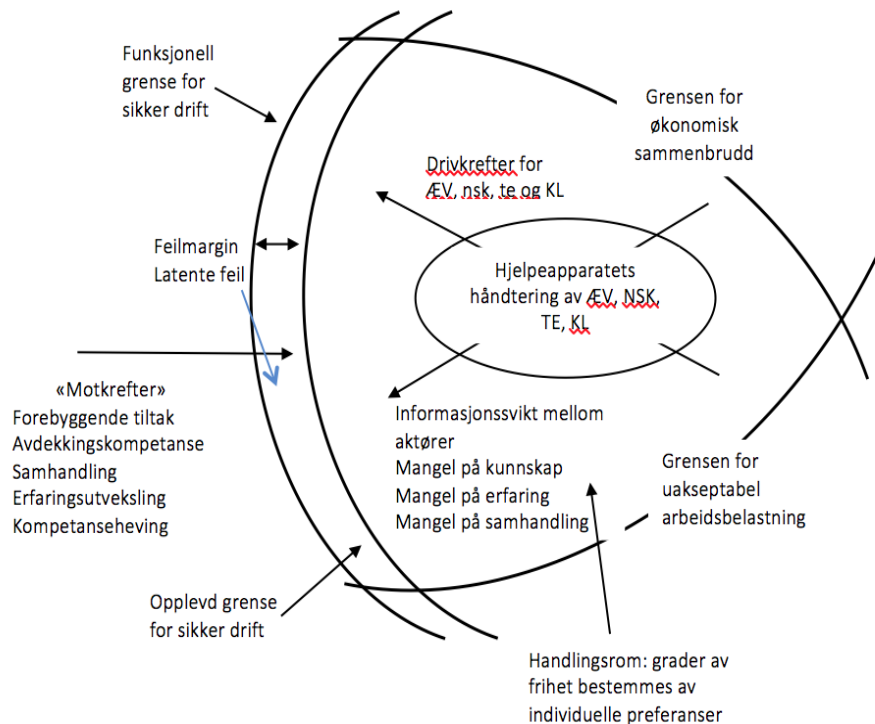 Funksjonell
grense for
sikker drift
Grensen for
økonomisk
sammenbrudd
Drivkrefter for
ÆV, nsk, te og KL
Feilmargin
Latente feil
Hjelpeapparatets
håndtering av ÆV, NSK,
TE, KL
«Motkrefter»
Forebyggende tiltak
Avdekkingskompetanse
Samhandling
Erfaringsutveksling
Kompetanseheving
Informasjonssvikt mellom
aktører
Mangel på kunnskap
Mangel på erfaring
Mangel på samhandling
Grensen for
uakseptabel
arbeidsbelastning
Opplevd grense
for sikker drift
Handlingsrom: grader av
frihet bestemmes av
individuelle preferanser